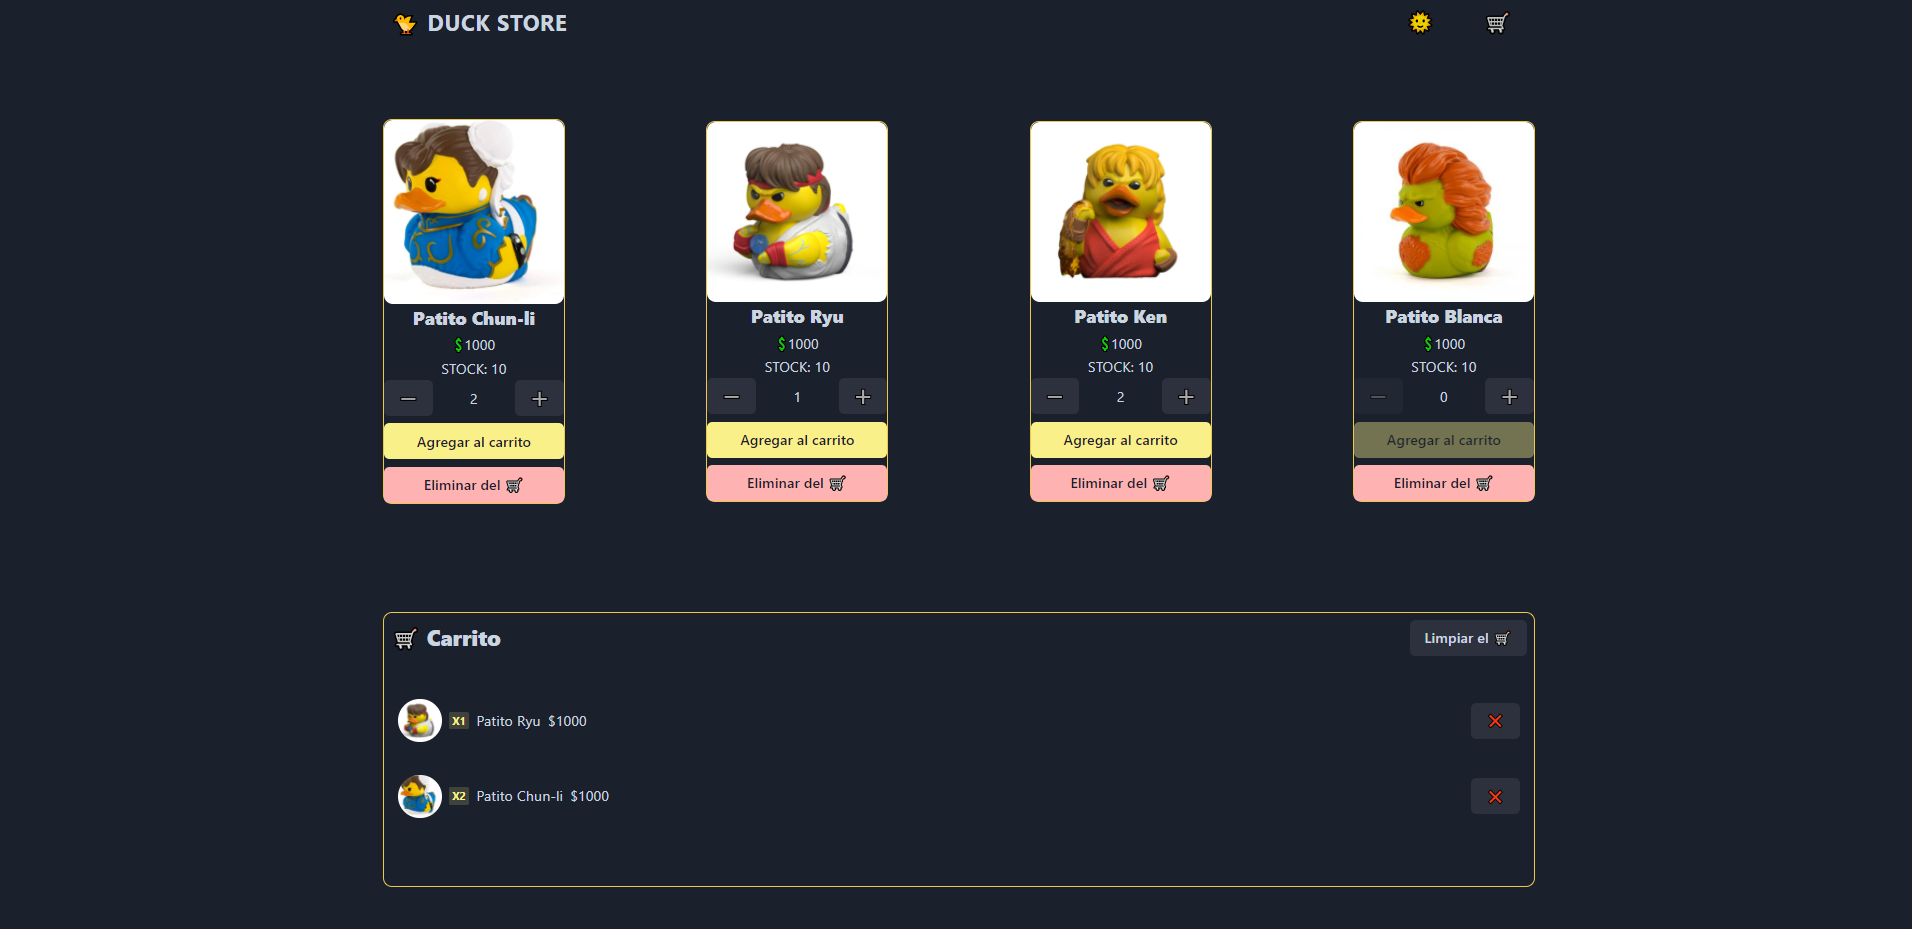 DUCK STORE
Patito Chun-li
$1000
STOCK: 10
2
Agregar al carrito
Eliminar del
Patito Ryu
$1000
STOCK: 10
1
Agregar al carrito
Eliminar del
Patito Ken
$1000
STOCK: 10
2
Agregar al carrito
Eliminar del
Patito Blanca
$1000
STOCK: 10
0
Agregar al carrito
Eliminar del
Carrito
Limpiar el
X1 Patito Ryu $1000
X2 Patito Chun-li $1000